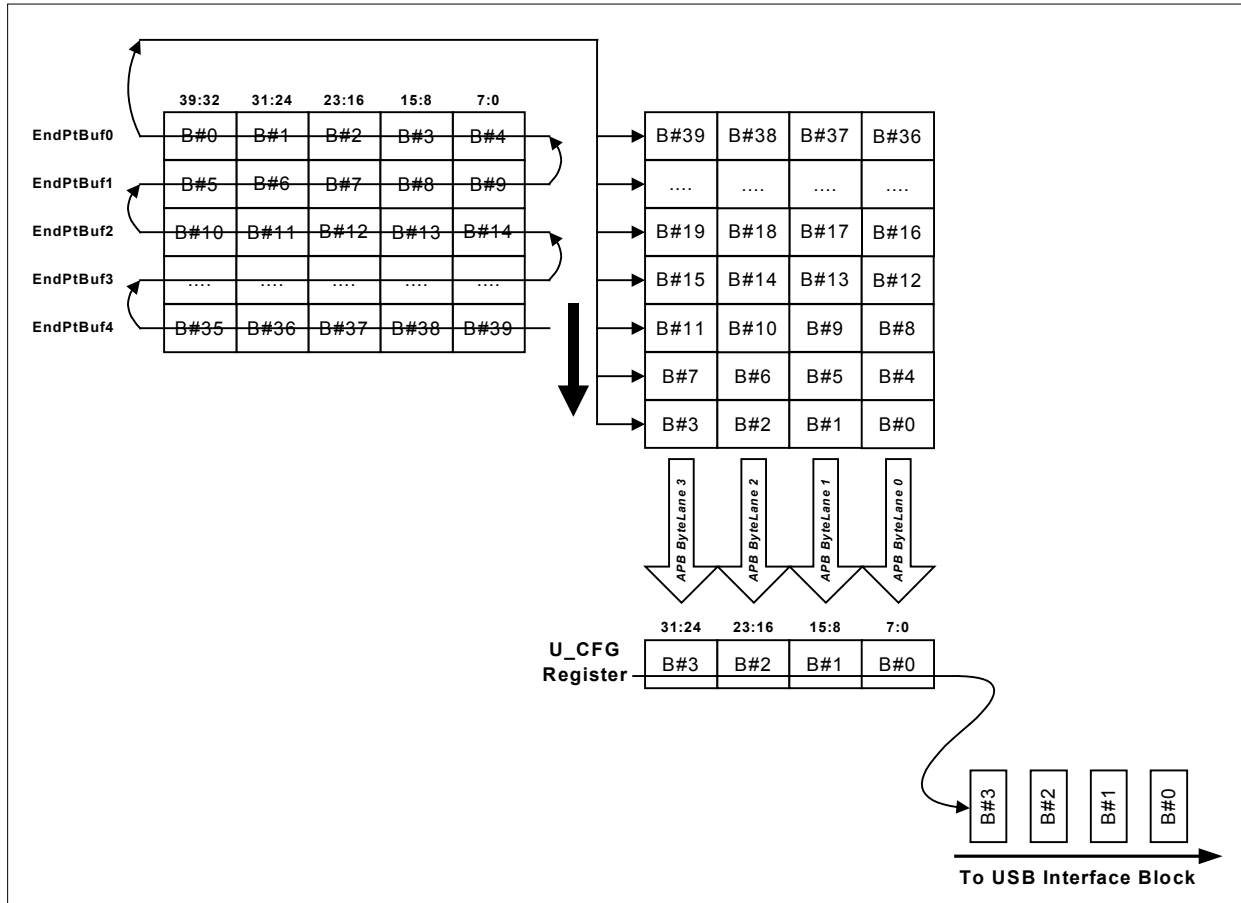 39:32 31:24 23:16 15:8 7:0
EndPtBuf0 B#0 B#1 B#2 B#3 B#4
EndPtBuf1 B#5 B#6 B#7 B#8 B#9
EndPtBuf2 B#10 B#11 B#12 B#13 B#14
EndPtBuf3 .... .... .... .... ....
EndPtBuf4 B#35 B#36 B#37 B#38 B#39
B#39 B#38 B#37 B#36
.... .... .... ....
B#19 B#18 B#17 B#16
B#15 B#14 B#13 B#12
B#11 B#10 B#9 B#8
B#7 B#6 B#5 B#4
B#3 B#2 B#1 B#0
APB ByteLane 3
APB ByteLane 2
APB ByteLane 1
APB ByteLane 0
31:24 23:16 15:8 7:0
U_CFG
Register
B#3 B#2 B#1 B#0
B#3
B#2
B#1
B#0
To USB Interface Block